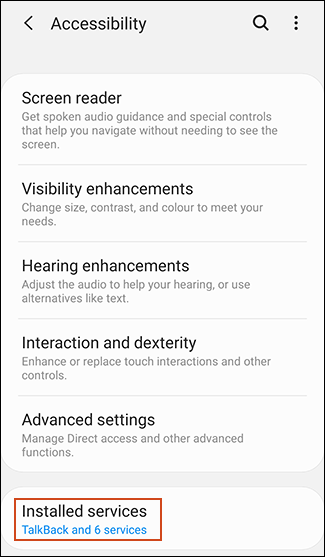 Accessibility
Screen reader
Get spoken audio guidance and special controls
that help you navigate without needing to see the
screen.
Visibility enhancements
Change size, contrast, and colour to meet your
needs.
Hearing enhancements
Adjust the audio to help your hearing, or use
alternatives like text.
Interaction and dexterity
Enhance or replace touch interactions and other
controls.
Advanced settings
Manage Direct access and other advanced
functions.
Installed services
TalkBack and 6 services